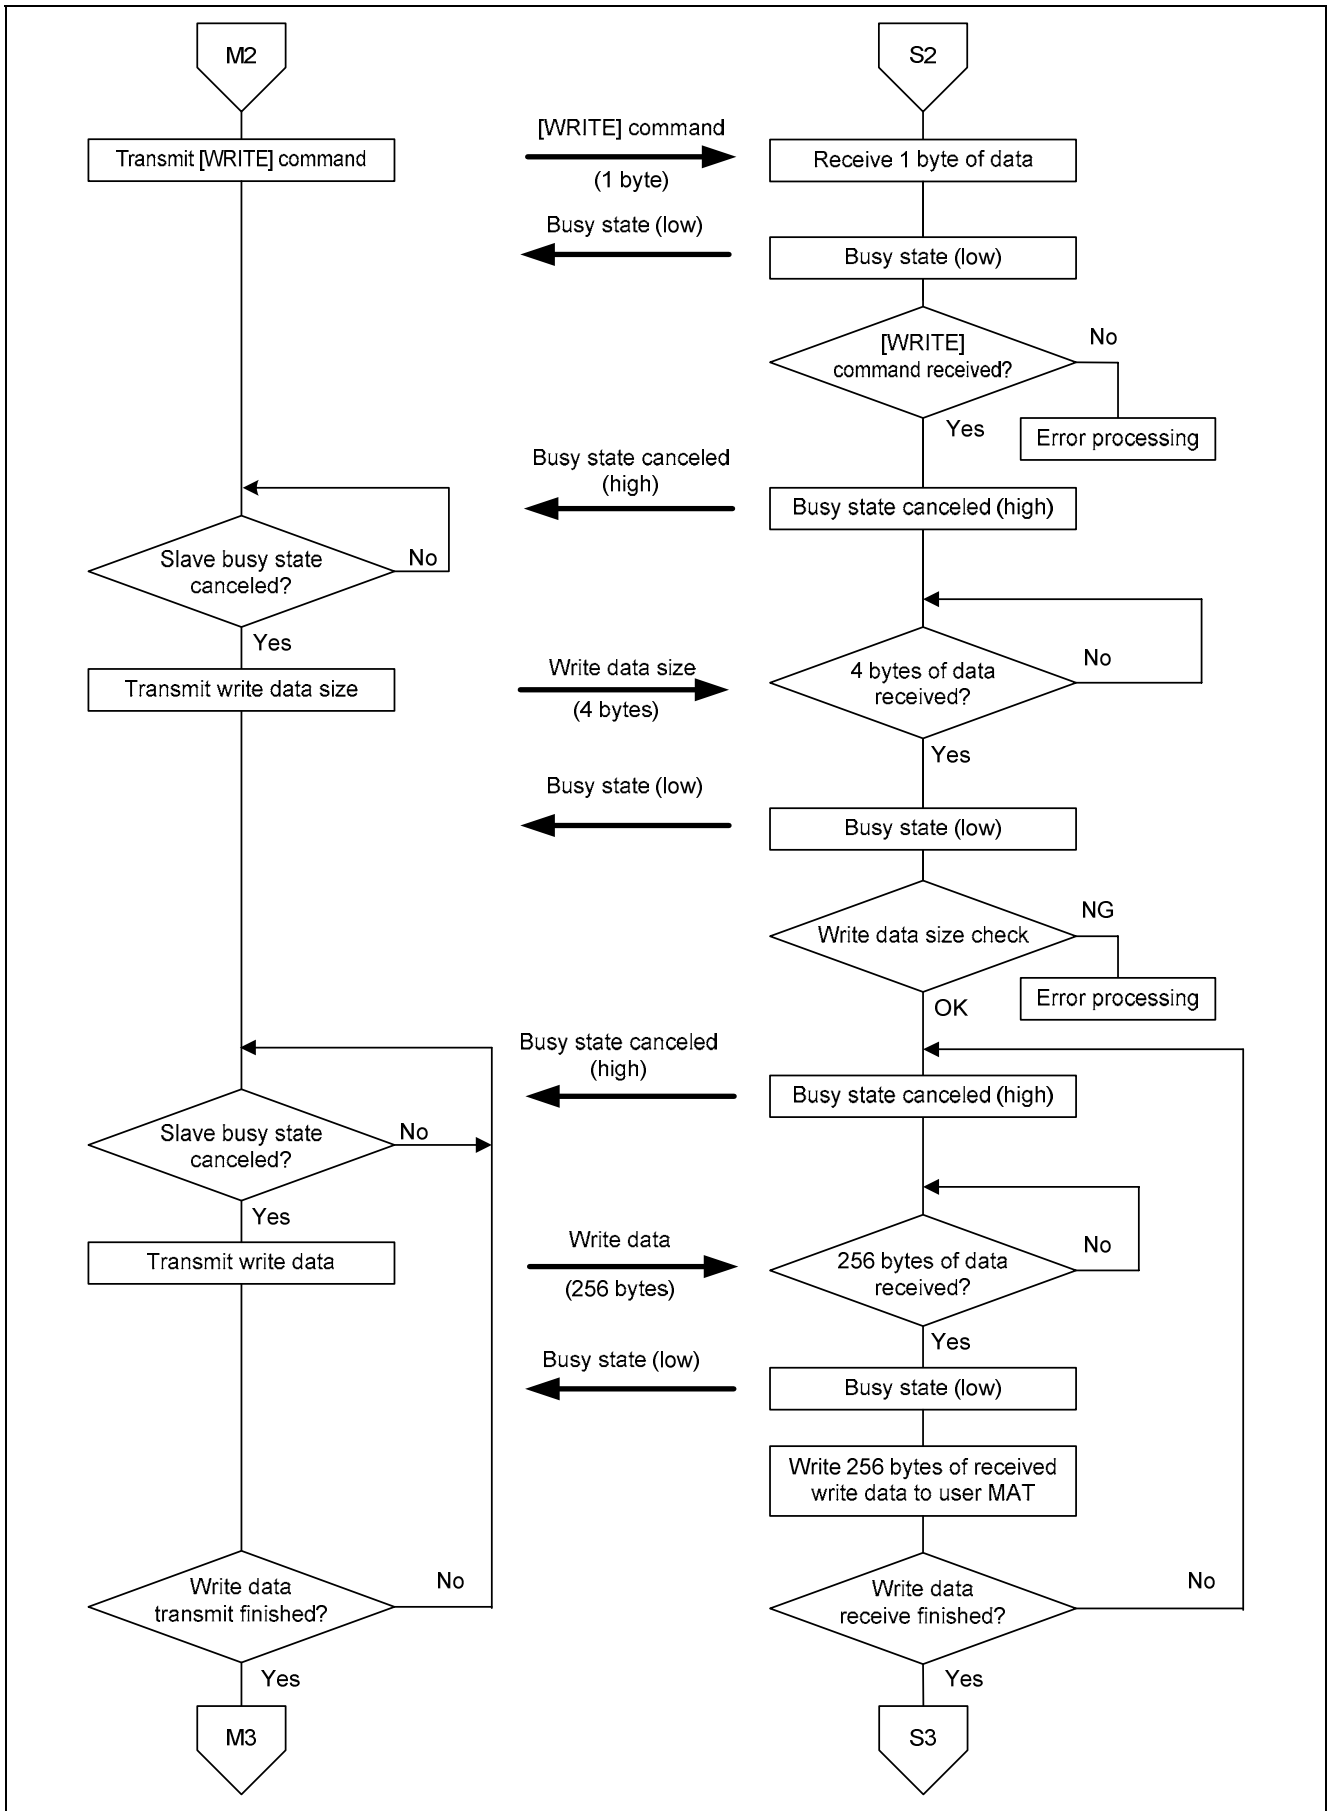 M2
S2
[WRITE] command
Transmit [WRITE] command
(1 byte)
Receive 1 byte of data
Busy state (low)
Busy state (low)
[WRITE]
command received?
No
Yes
Error processing
Busy state canceled
(high)
Busy state canceled (high)
Slave busy state
canceled?
No
Yes
Transmit write data size
Write data size
(4 bytes)
4 bytes of data
received?
No
Yes
Busy state (low)
Busy state (low)
Write data size check
NG
OK
Error processing
Busy state canceled
(high)
Busy state canceled (high)
Slave busy state
canceled?
No
Yes
Transmit write data
Write data
(256 bytes)
256 bytes of data
received?
No
Yes
Busy state (low)
Busy state (low)
Write 256 bytes of received
write data to user MAT
Write data
transmit finished?
No
Yes
Write data
receive finished?
No
Yes
M3
S3